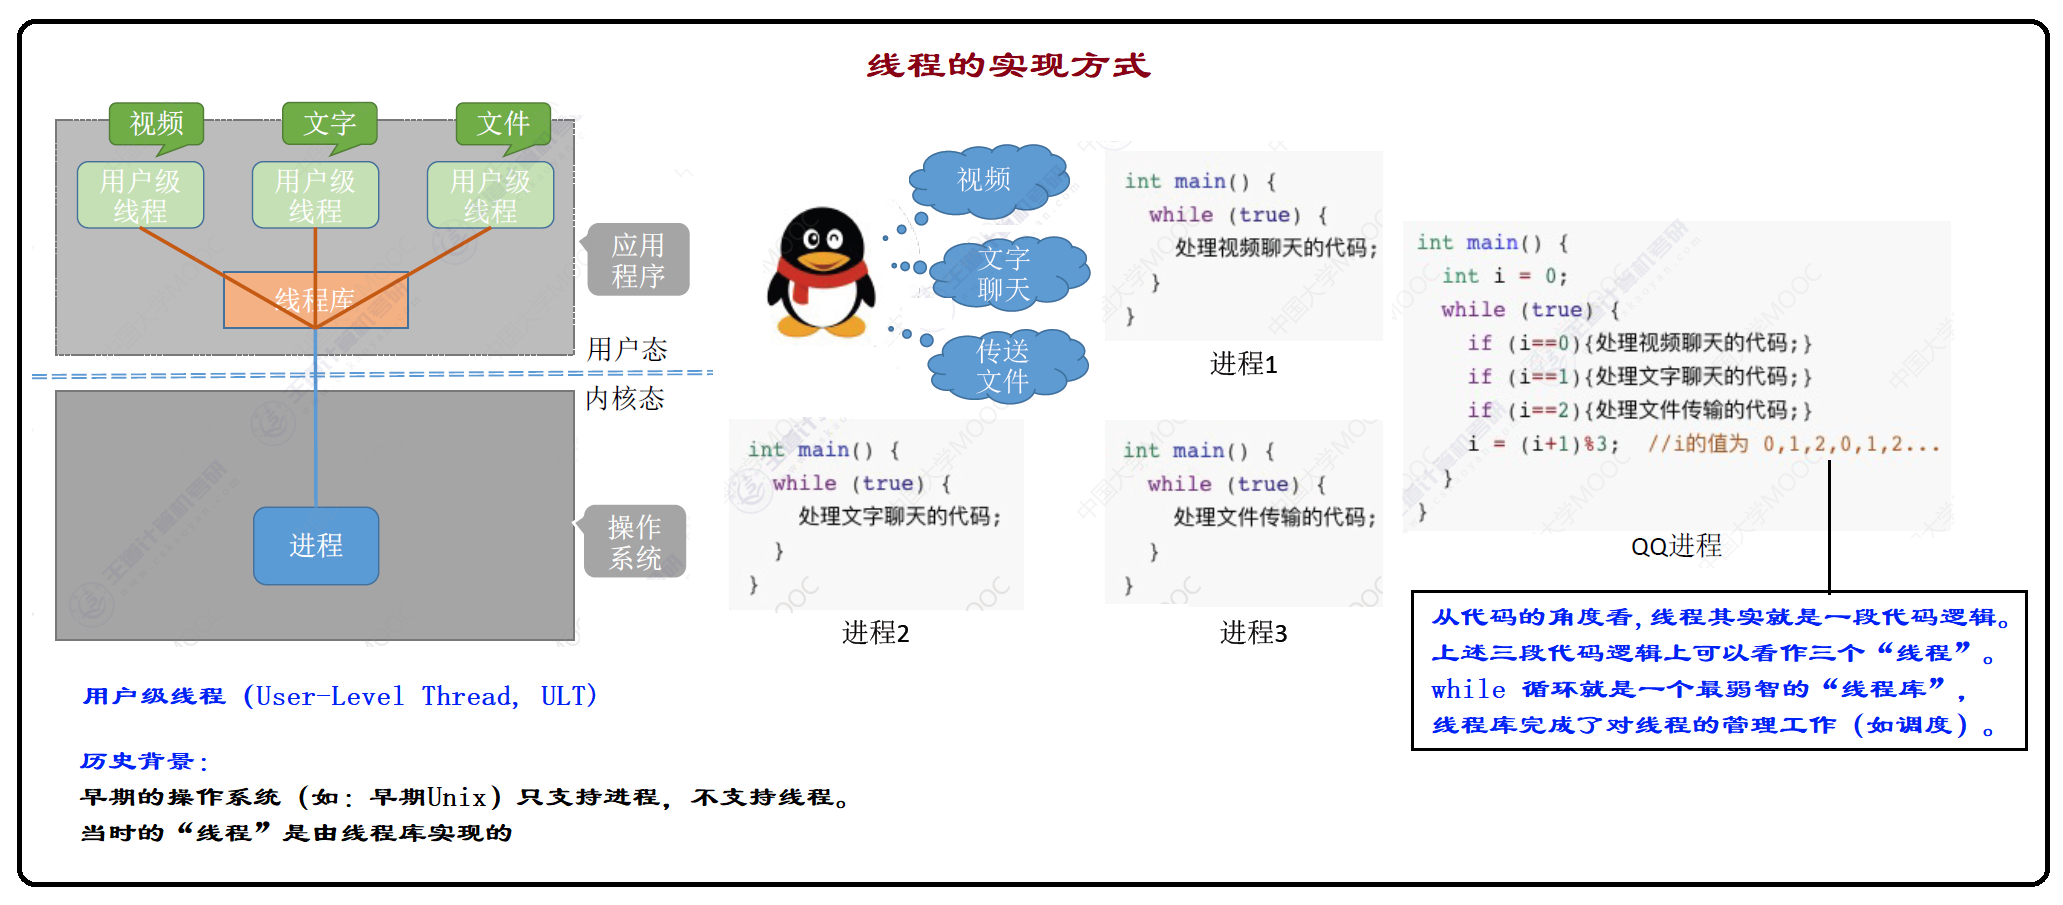 线程的实现方式
视频
文字
文件
用户级
线程
用户级
线程
用户级
线程
线程库
应用
程序
用户态
内核态
进程
操作
系统
视频
文字
聊天
传送
文件
int main() {
while (true) {
处理视频聊天的代码;
}
}
进程1
int main() {
while (true) {
处理文字聊天的代码;
}
}
进程2
int main() {
while (true) {
处理文件传输的代码;
}
}
进程3
int main() {
int i = 0;
while (true) {
if (i==0){处理视频聊天的代码;}
if (i==1){处理文字聊天的代码;}
if (i==2){处理文件传输的代码;}
i = (i+1)%3;  //i的值为 0,1,2,0,1,2...
}
}
QQ进程
从代码的角度看,线程其实就是一段代码逻辑。
上述三段代码逻辑上可以看作三个“线程”。
while 循环就是一个最弱智的“线程库”，
线程库完成了对线程的管理工作（如调度）。
用户级线程（User-Level Thread, ULT）
历史背景：
早期的操作系统（如：早期Unix）只支持进程，不支持线程。
当时的“线程”是由线程库实现的